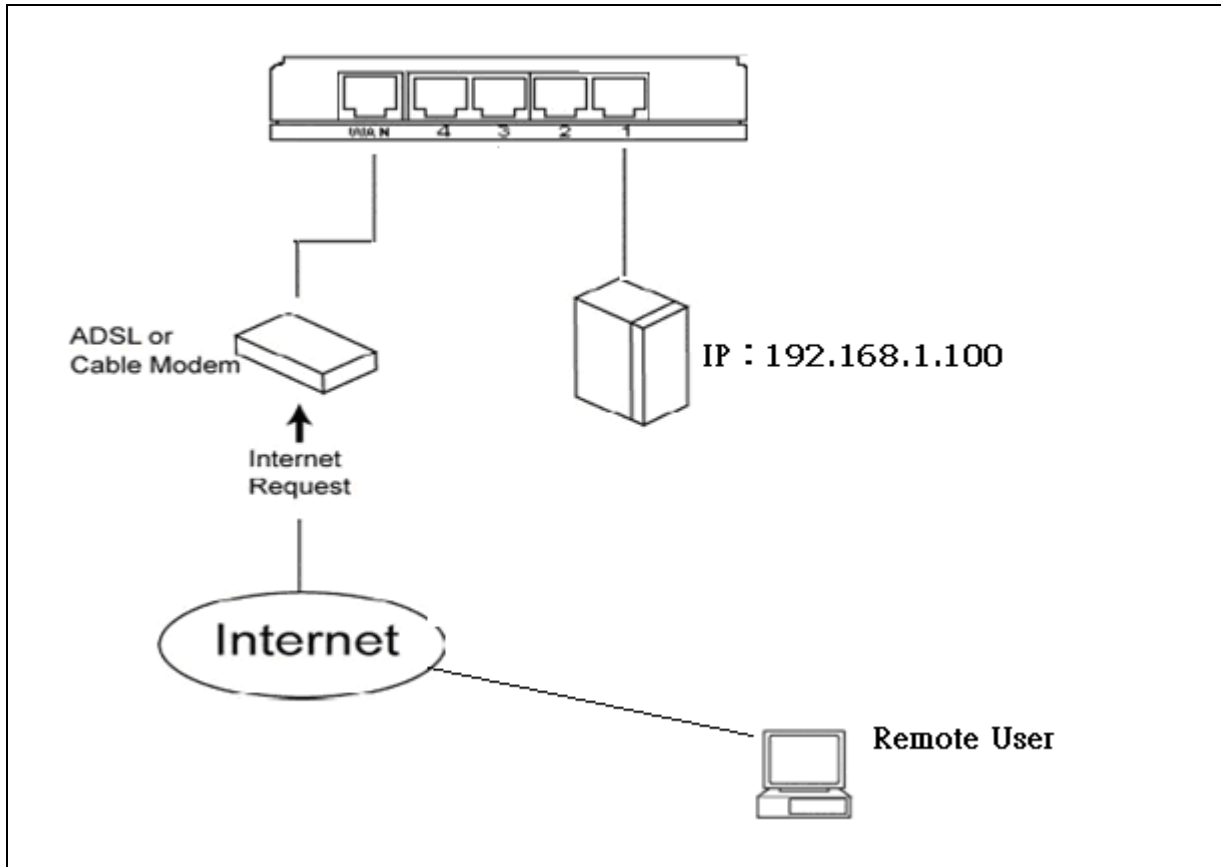 WAN 4 3 2 1
ADSL or
Cable Modem
IP：192.168.1.100
Internet
Request
Internet
Remote User